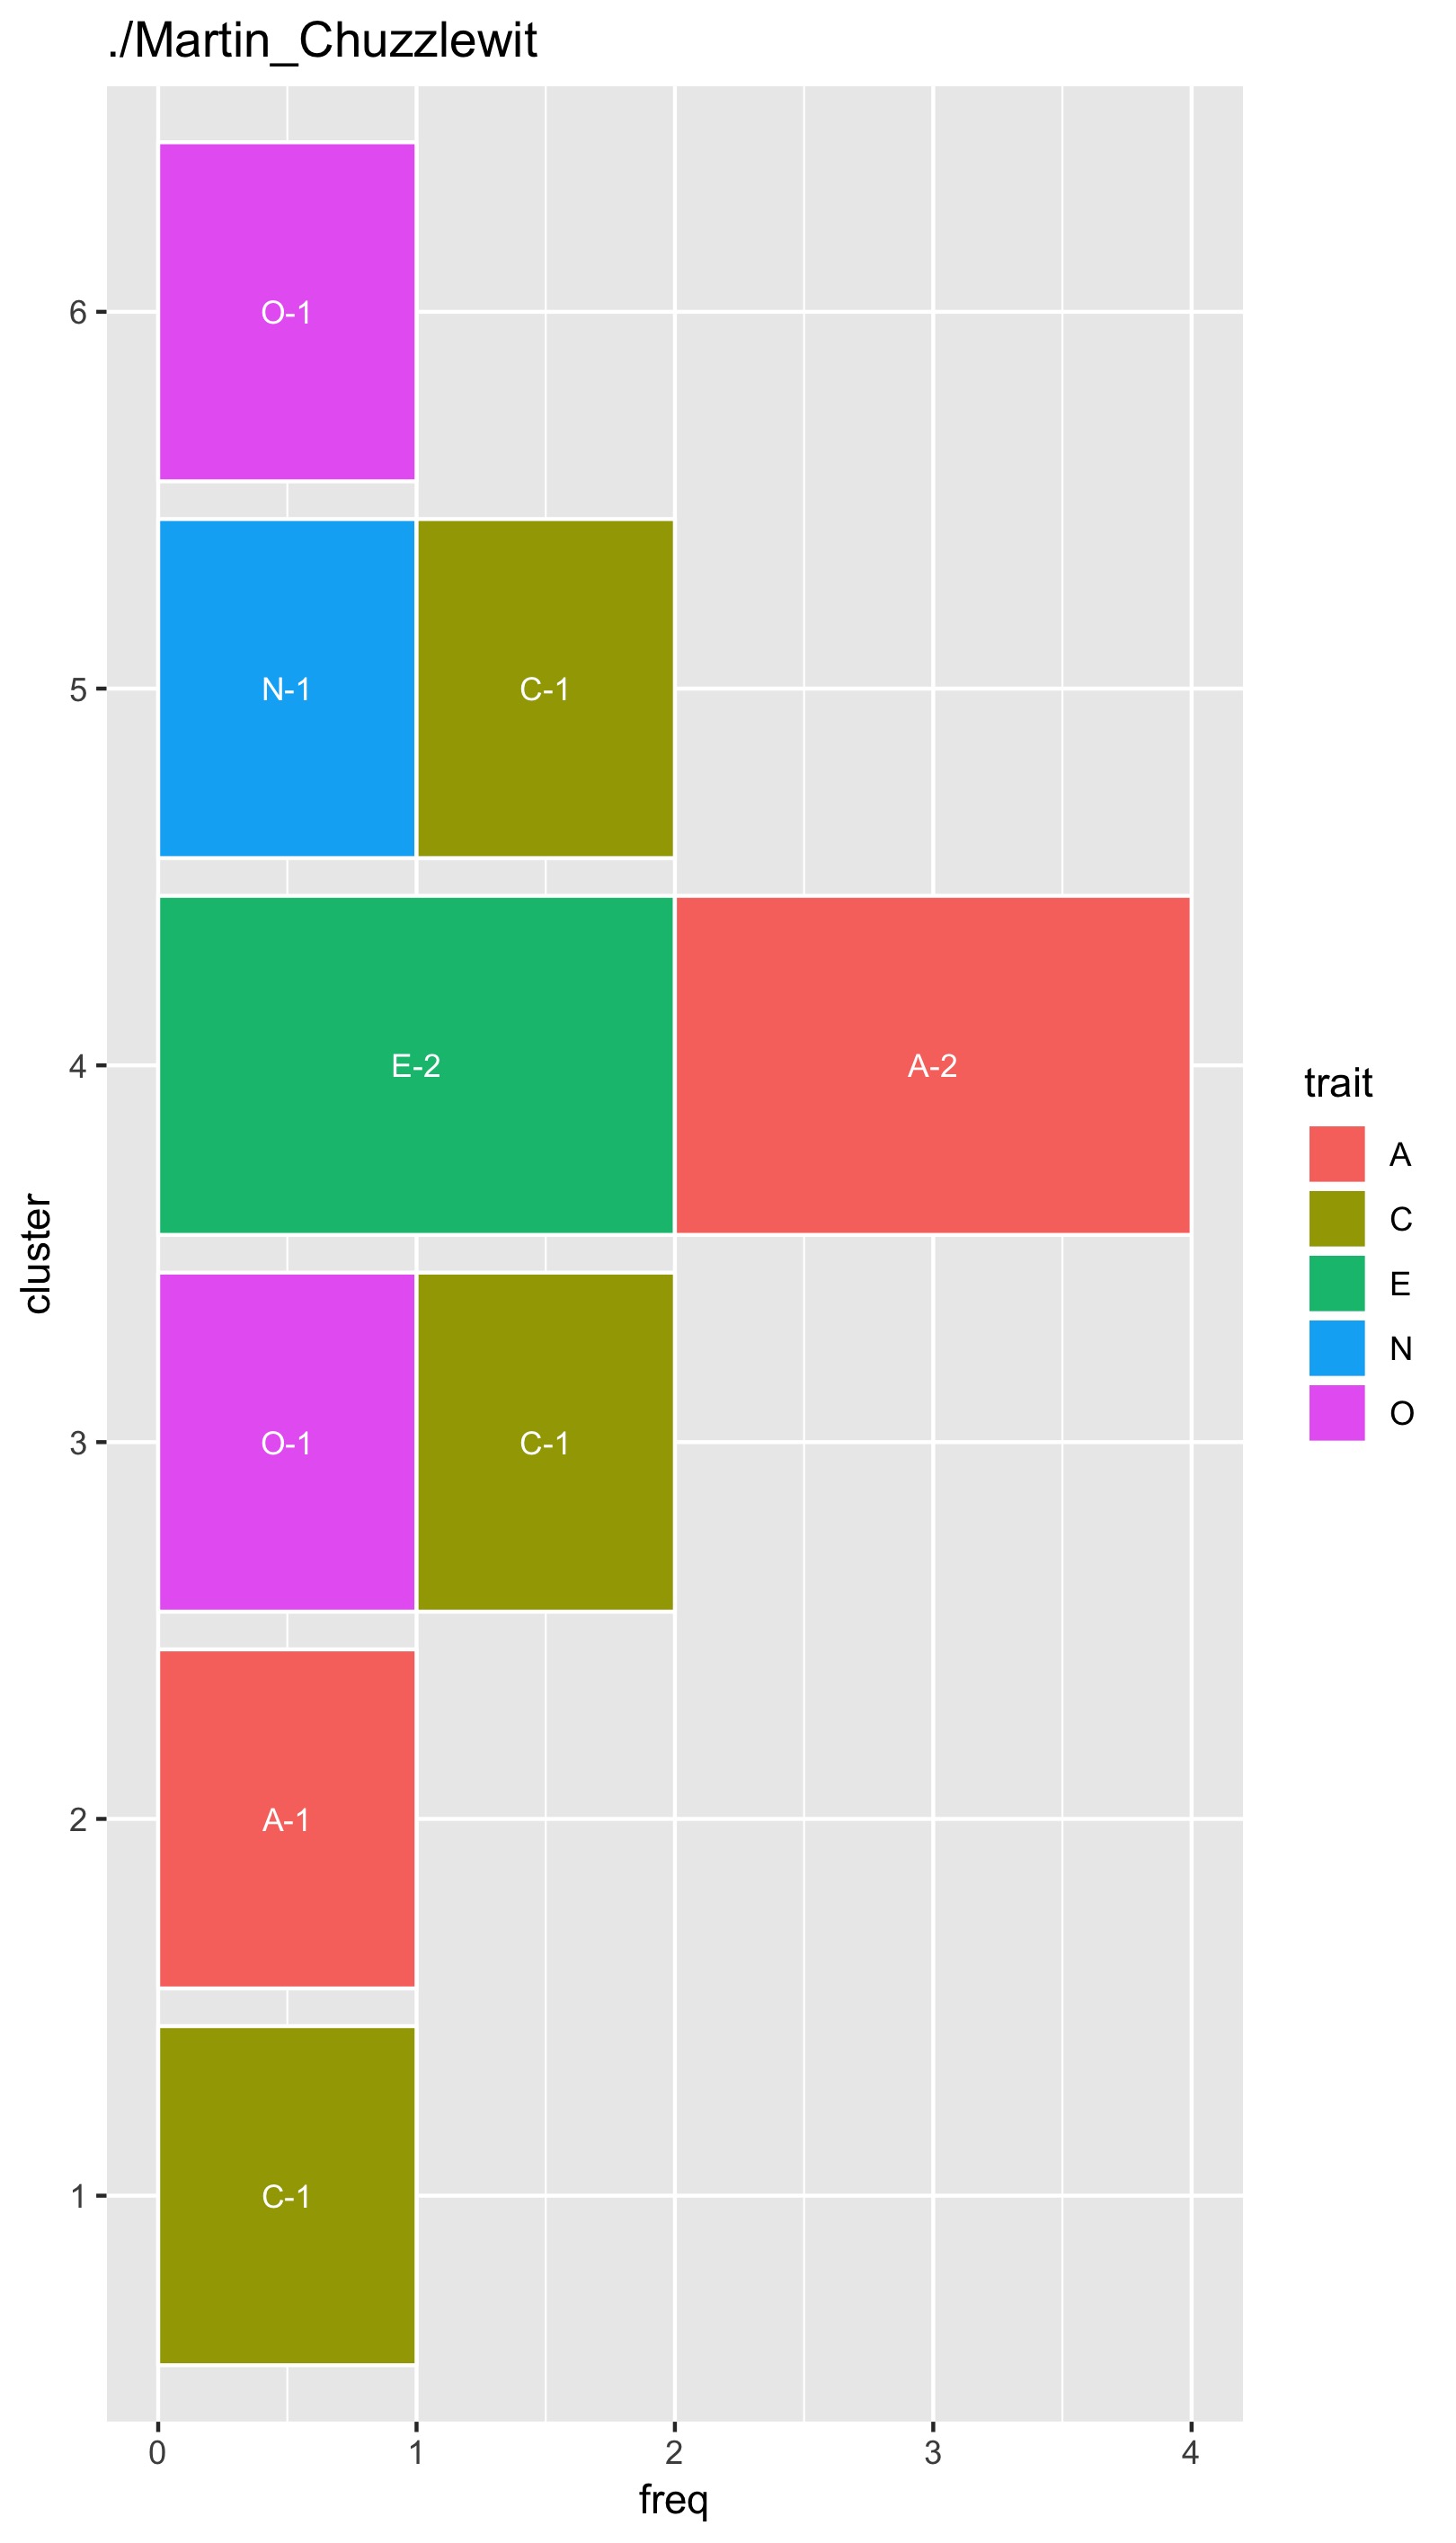 ./Martin_Chuzzlewit
6
O-1
5
N-1 C-1
4
E-2 A-2
3
O-1 C-1
2
A-1
1
C-1
0 1 2 3 4
freq
cluster
trait
A
C
E
N
O